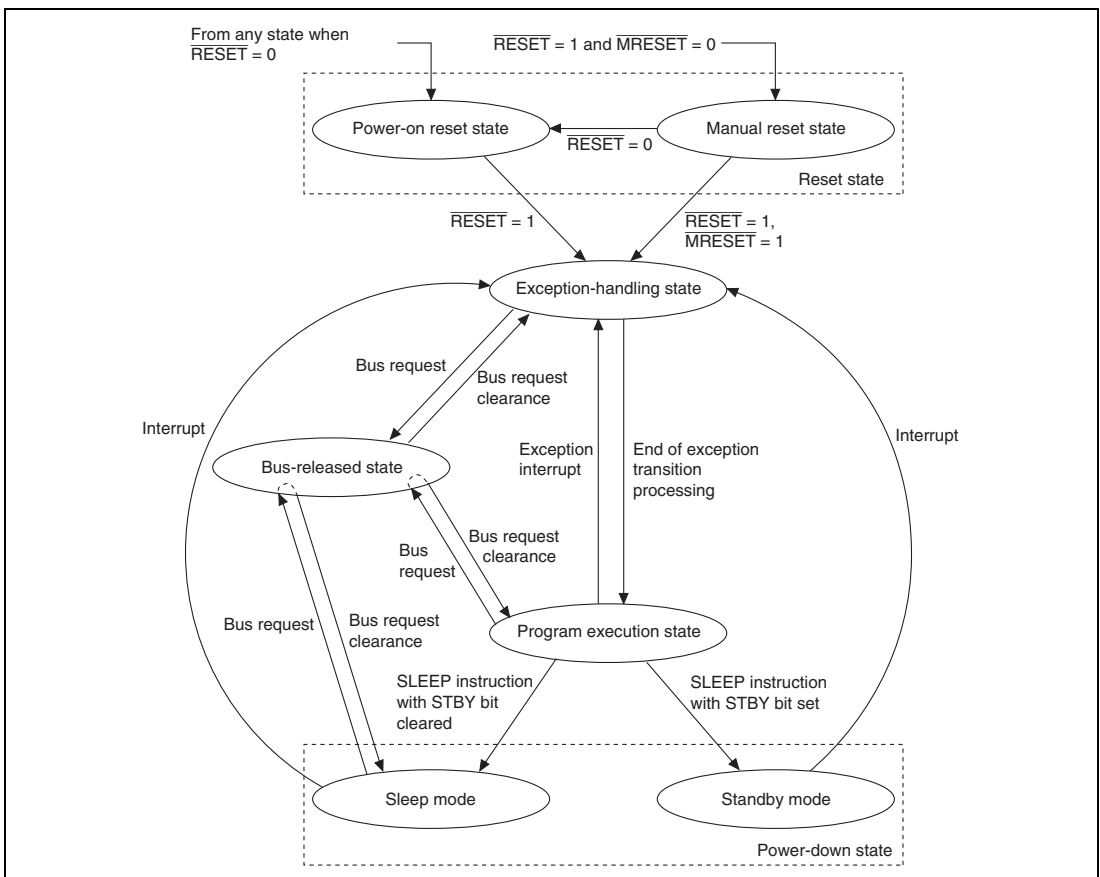 From any state when
RESET = 0
RESET = 1 and MRESET = 0
Power-on reset state
Manual reset state
RESET = 0
Reset state
RESET = 1
RESET = 1,
MRESET = 1
Exception-handling state
Bus request
Bus request
clearance
Interrupt
Interrupt
Bus-released state
Exception
interrupt
End of exception
transition
processing
Bus
request
Bus request
clearance
Bus request
Bus request
clearance
Program execution state
SLEEP instruction
with STBY bit
cleared
SLEEP instruction
with STBY bit set
Sleep mode
Standby mode
Power-down state